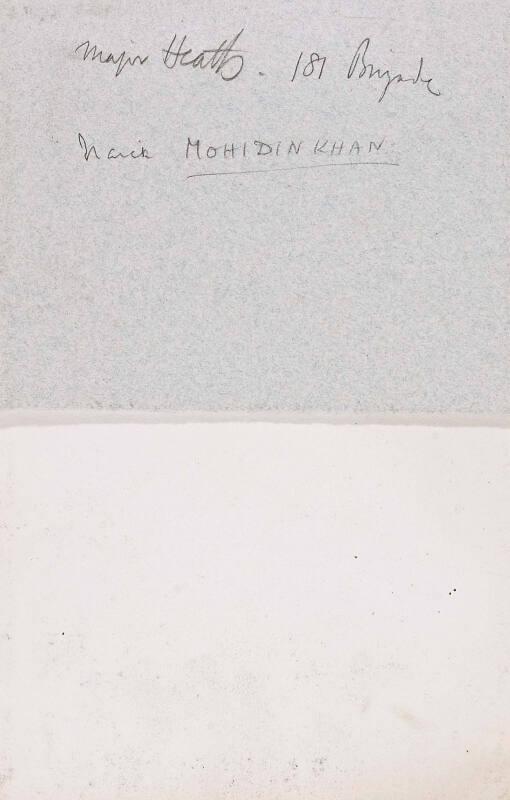 Major Heath. 181 Brigade
Naick MOHIDIN KHAN.